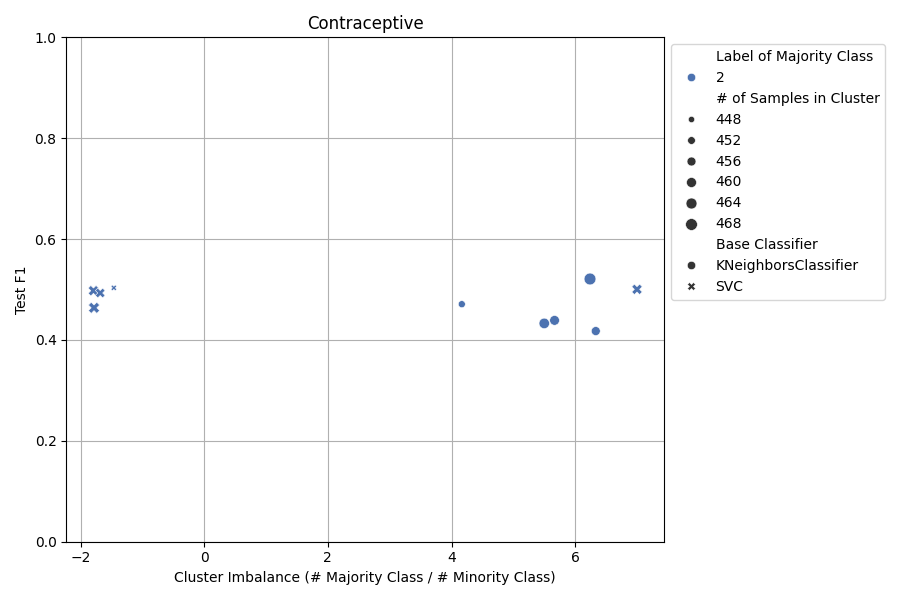 Contraceptive
1.0
0.8
0.6
0.4
0.2
0.0
Test F1
−2
0
2
4
6
Cluster Imbalance (# Majority Class / # Minority Class)
Label of Majority Class
2
# of Samples in Cluster
448
452
456
460
464
468
Base Classifier
KNeighborsClassifier
SVC